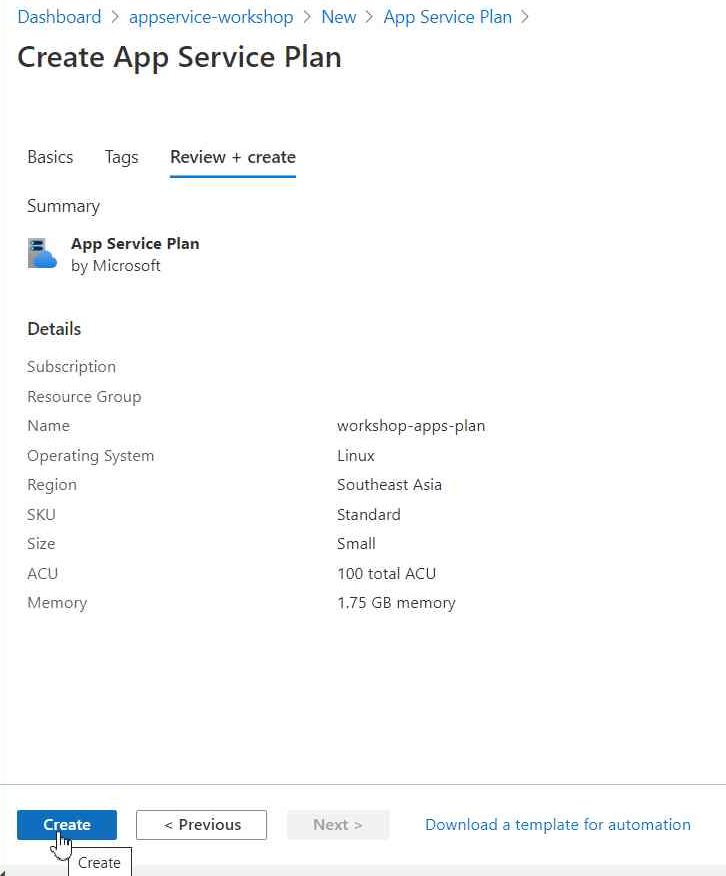 Dashboard > appservice-workshop > New > App Service Plan >
Create App Service Plan
Basics Tags Review + create
Summary
App Service Plan
by Microsoft
Details
Subscription
Resource Group
Name workshop-apps-plan
Operating System Linux
Region Southeast Asia
SKU Standard
Size Small
ACU 100 total ACU
Memory 1.75 GB memory
Create < Previous Next > Download a template for automation
Create